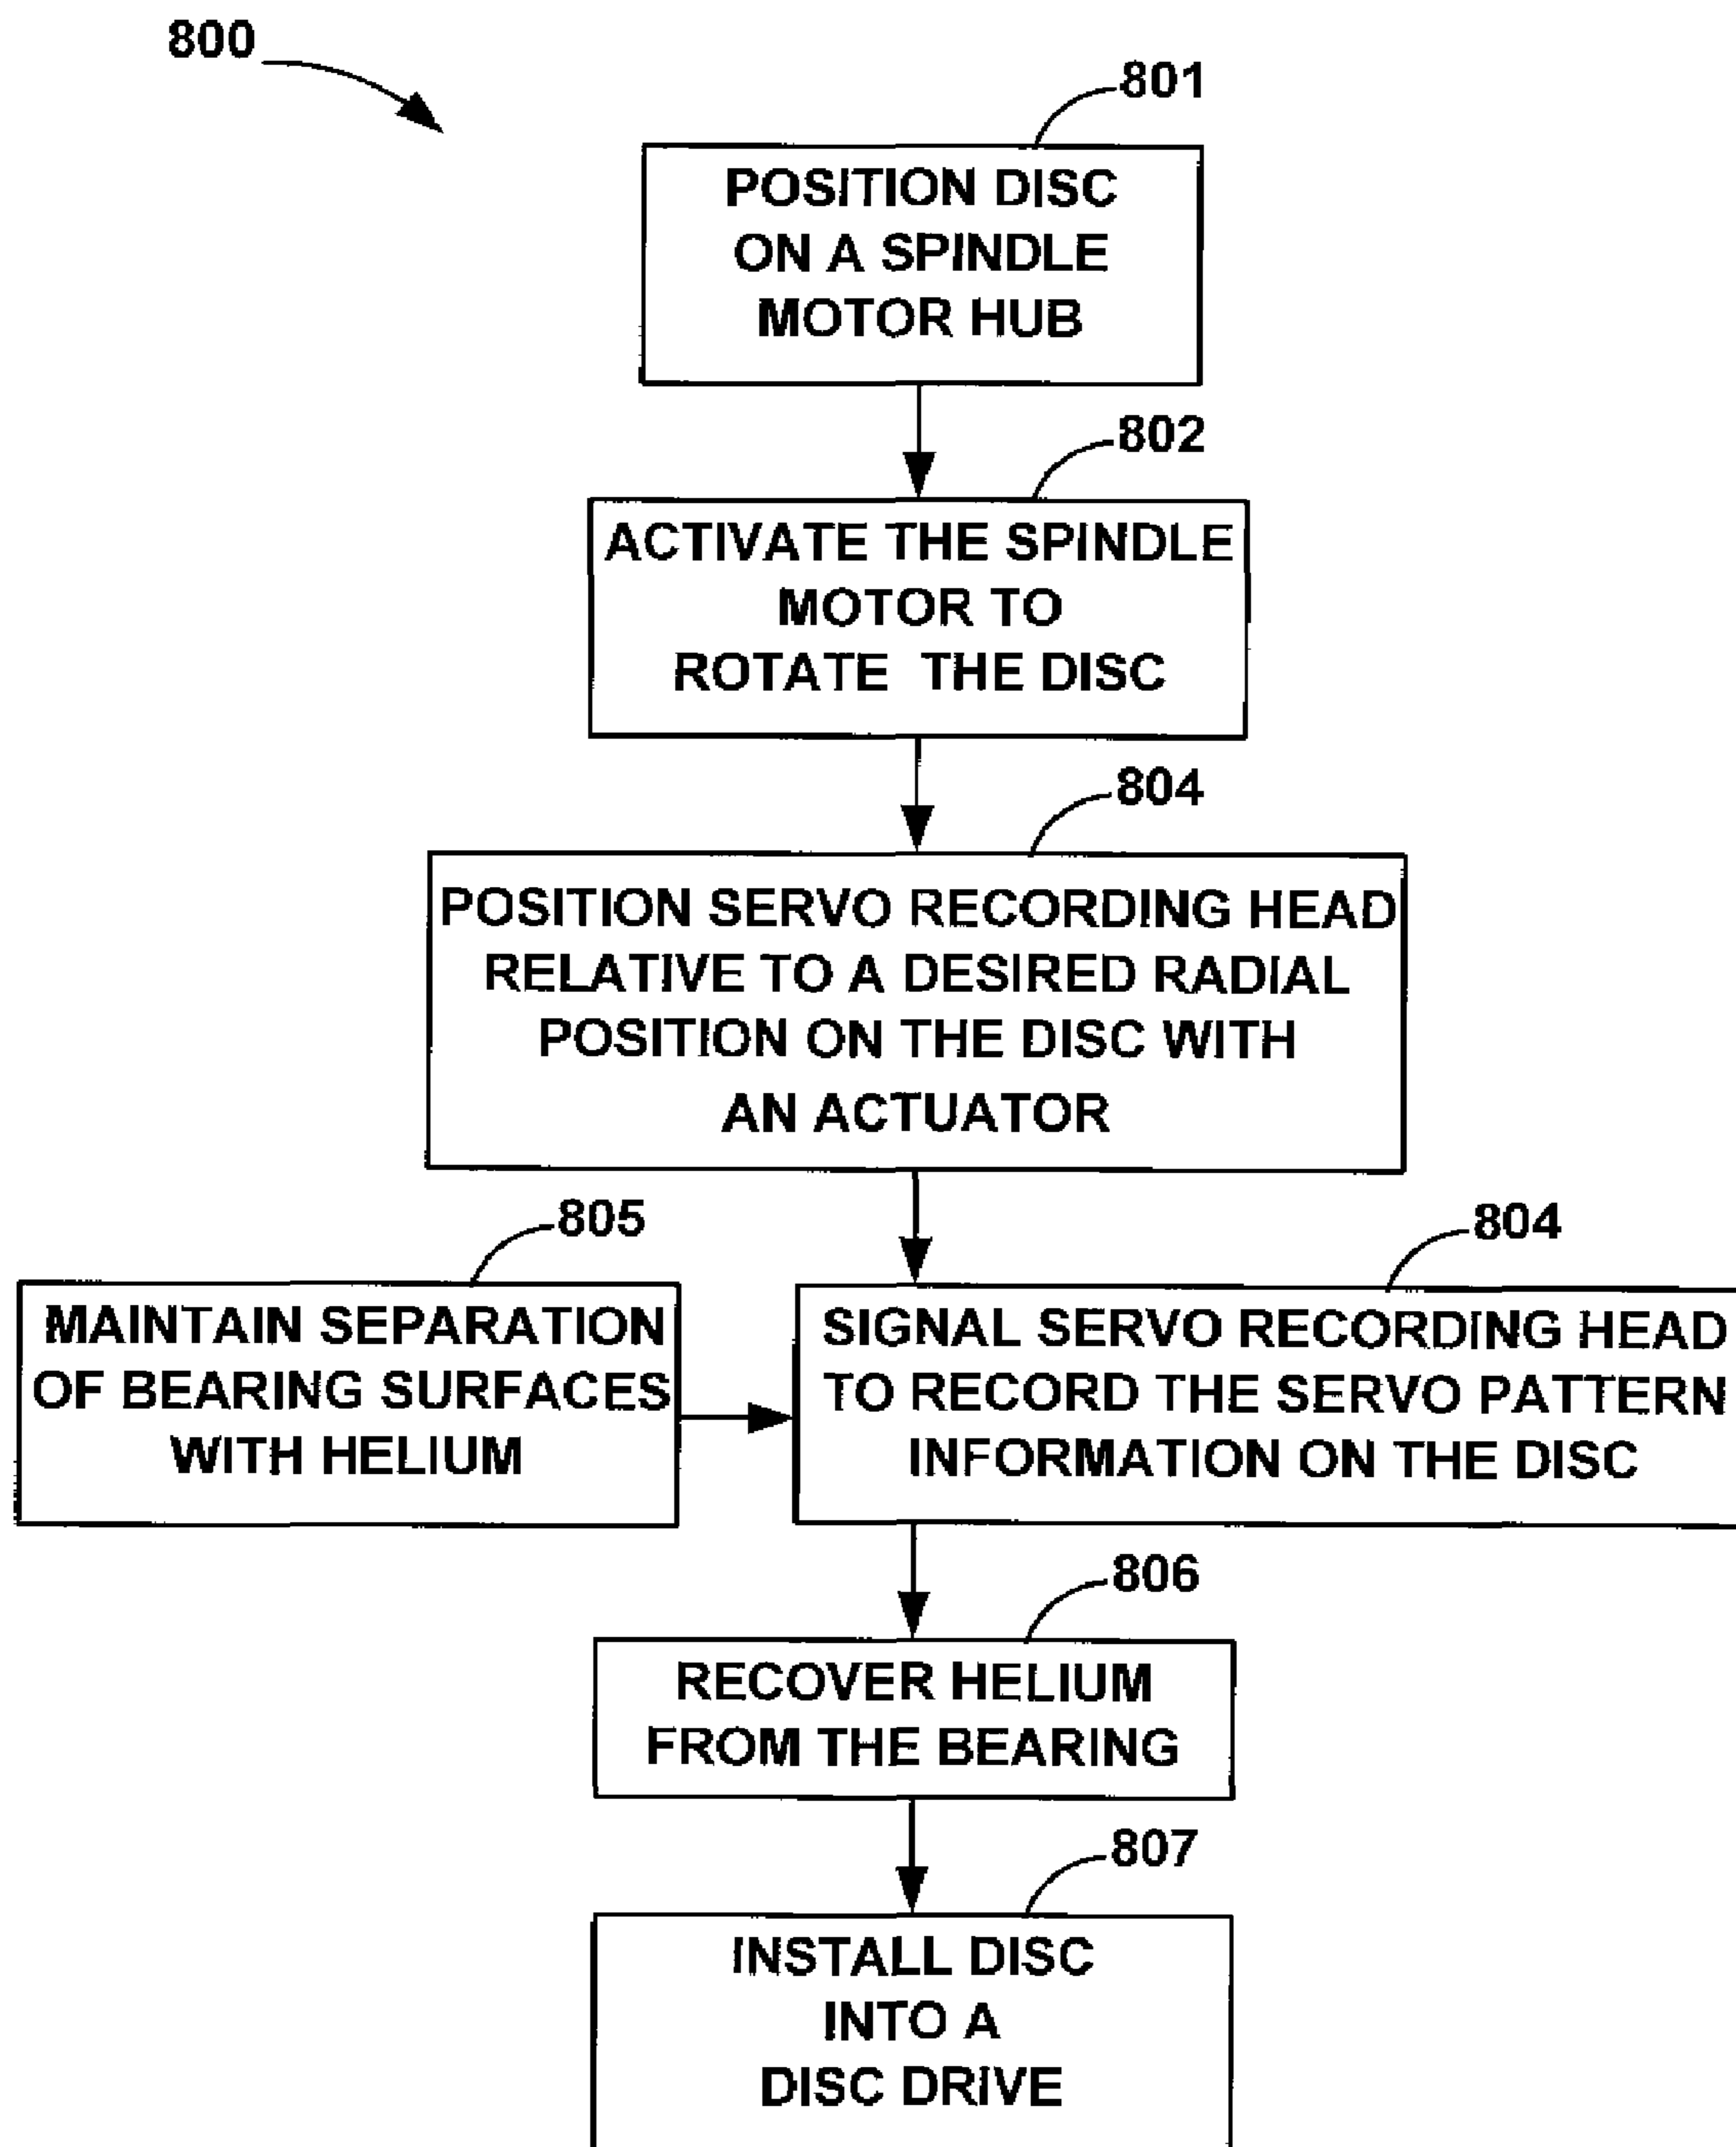 800
801
POSITION DISC
ON A SPINDLE
MOTOR HUB
802
ACTIVATE THE SPINDLE
MOTOR TO
ROTATE THE DISC
804
POSITION SERVO RECORDING HEAD
RELATIVE TO A DESIRED RADIAL
POSITION ON THE DISC WITH
AN ACTUATOR
805
MAINTAIN SEPARATION
OF BEARING SURFACES
WITH HELIUM
804
SIGNAL SERVO RECORDING HEAD
TO RECORD THE SERVO PATTERN
INFORMATION ON THE DISC
806
RECOVER HELIUM
FROM THE BEARING
807
INSTALL DISC
INTO A
DISC DRIVE